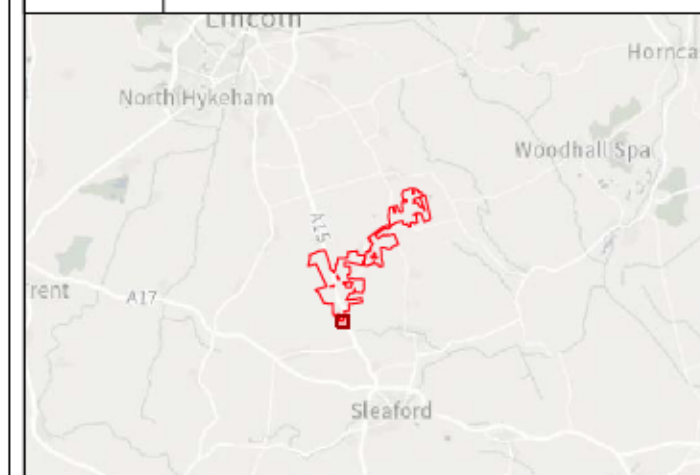 Lincoln
Hornca
North Hykeham
Woodhall Spa
A15
Trent
A17
Sleaford